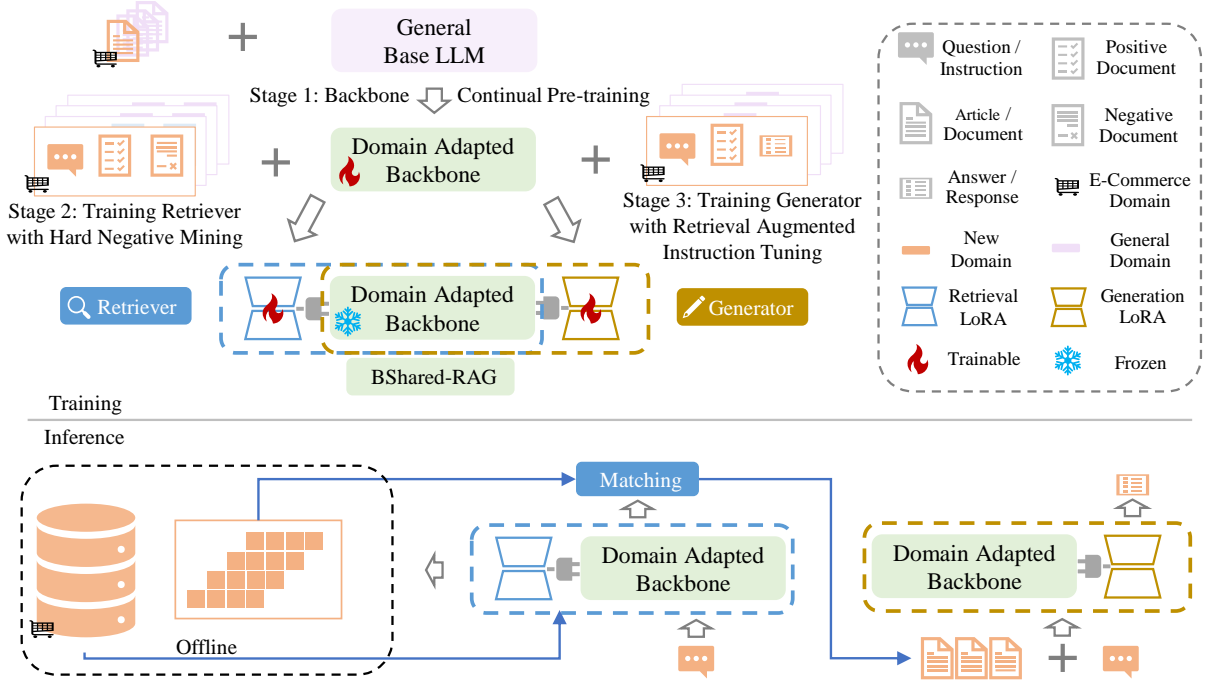 General
Base LLM
Stage 1: Backbone
Continual Pre-training
Domain Adapted
Backbone
Stage 2: Training Retriever
with Hard Negative Mining
Stage 3: Training Generator
with Retrieval Augmented
Instruction Tuning
Retriever
Domain Adapted
Backbone
Generator
BShared-RAG
Question /
Instruction
Positive
Document
Article /
Document
Negative
Document
Answer /
Response
E-Commerce
Domain
New
Domain
General
Domain
Retrieval
LoRA
Generation
LoRA
Trainable
Frozen
Training
Inference
Matching
Domain Adapted
Backbone
Domain Adapted
Backbone
Offline